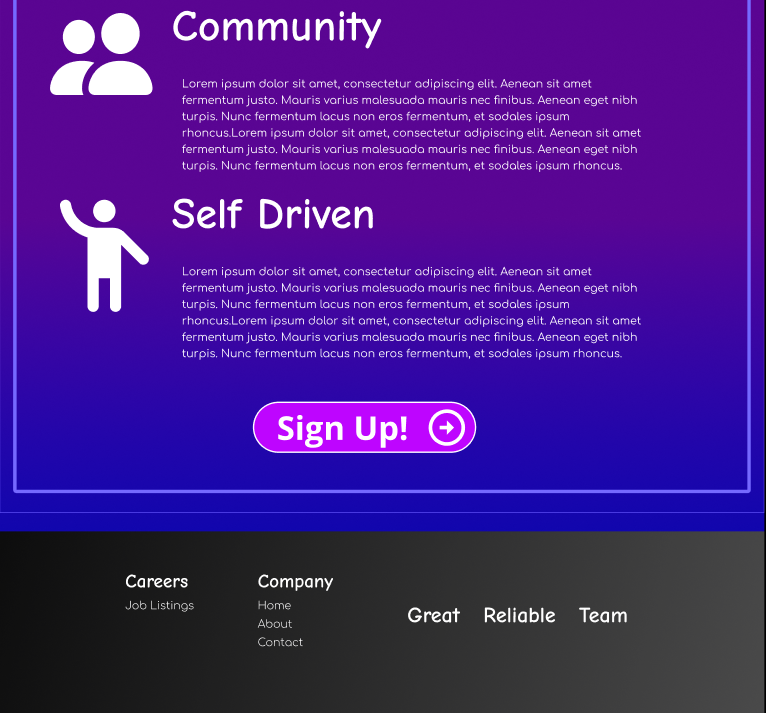 Community
Lorem ipsum dolor sit amet, consectetur adipiscing elit. Aenean sit amet
fermentum justo. Mauris varius malesuada mauris nec finibus. Aenean eget nibh
turpis. Nunc fermentum lacus non eros fermentum, et sodales ipsum
rhoncus.Lorem ipsum dolor sit amet, consectetur adipiscing elit. Aenean sit amet
fermentum justo. Mauris varius malesuada mauris nec finibus. Aenean eget nibh
turpis. Nunc fermentum lacus non eros fermentum, et sodales ipsum rhoncus.
Self Driven
Lorem ipsum dolor sit amet, consectetur adipiscing elit. Aenean sit amet
fermentum justo. Mauris varius malesuada mauris nec finibus. Aenean eget nibh
turpis. Nunc fermentum lacus non eros fermentum, et sodales ipsum
rhoncus.Lorem ipsum dolor sit amet, consectetur adipiscing elit. Aenean sit amet
fermentum justo. Mauris varius malesuada mauris nec finibus. Aenean eget nibh
turpis. Nunc fermentum lacus non eros fermentum, et sodales ipsum rhoncus.
Sign Up!
Careers
Job Listings
Company
Home
About
Contact
Great Reliable Team